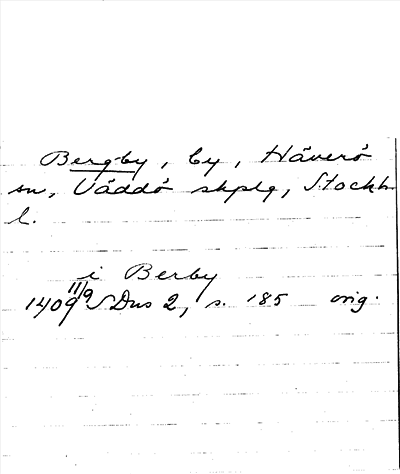 Bergby, by, Häverö
sn, Väddö skplg, Stockh
l.
i Berby
1409 11/9 SDns 2, s. 185 orig.